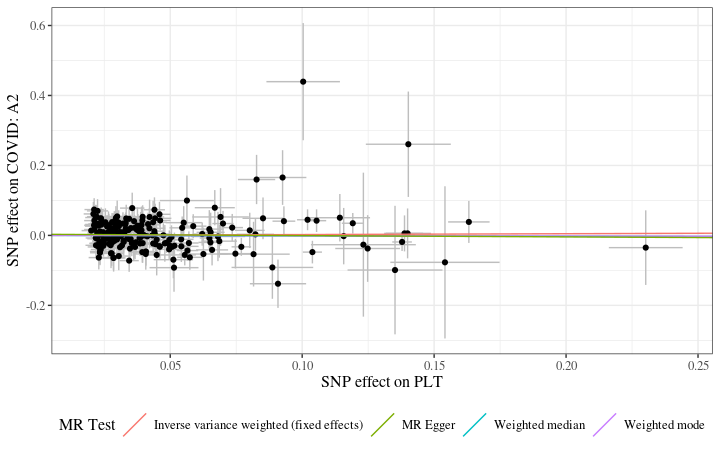 SNP effect on COVID: A2
0.6
0.4
0.2
0.0
-0.2
0.05
0.10
0.15
0.20
0.25
SNP effect on PLT
MR Test
Inverse variance weighted (fixed effects)
MR Egger
Weighted median
Weighted mode